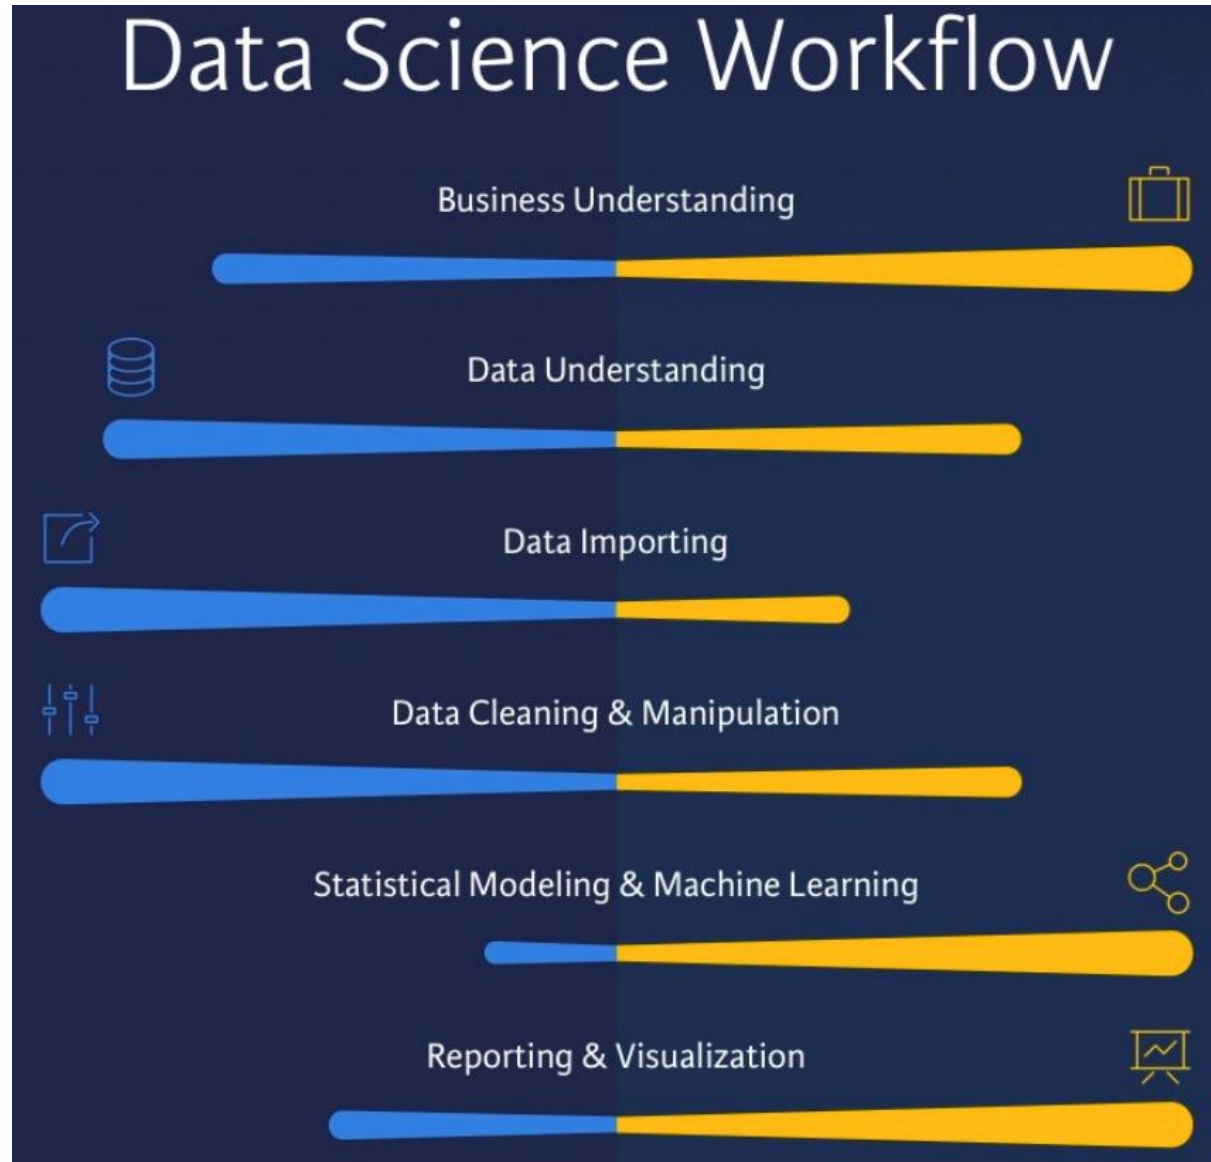 Data Science Workflow
Business Understanding
Data Understanding
Data Importing
Data Cleaning & Manipulation
Statistical Modeling & Machine Learning
Reporting & Visualization